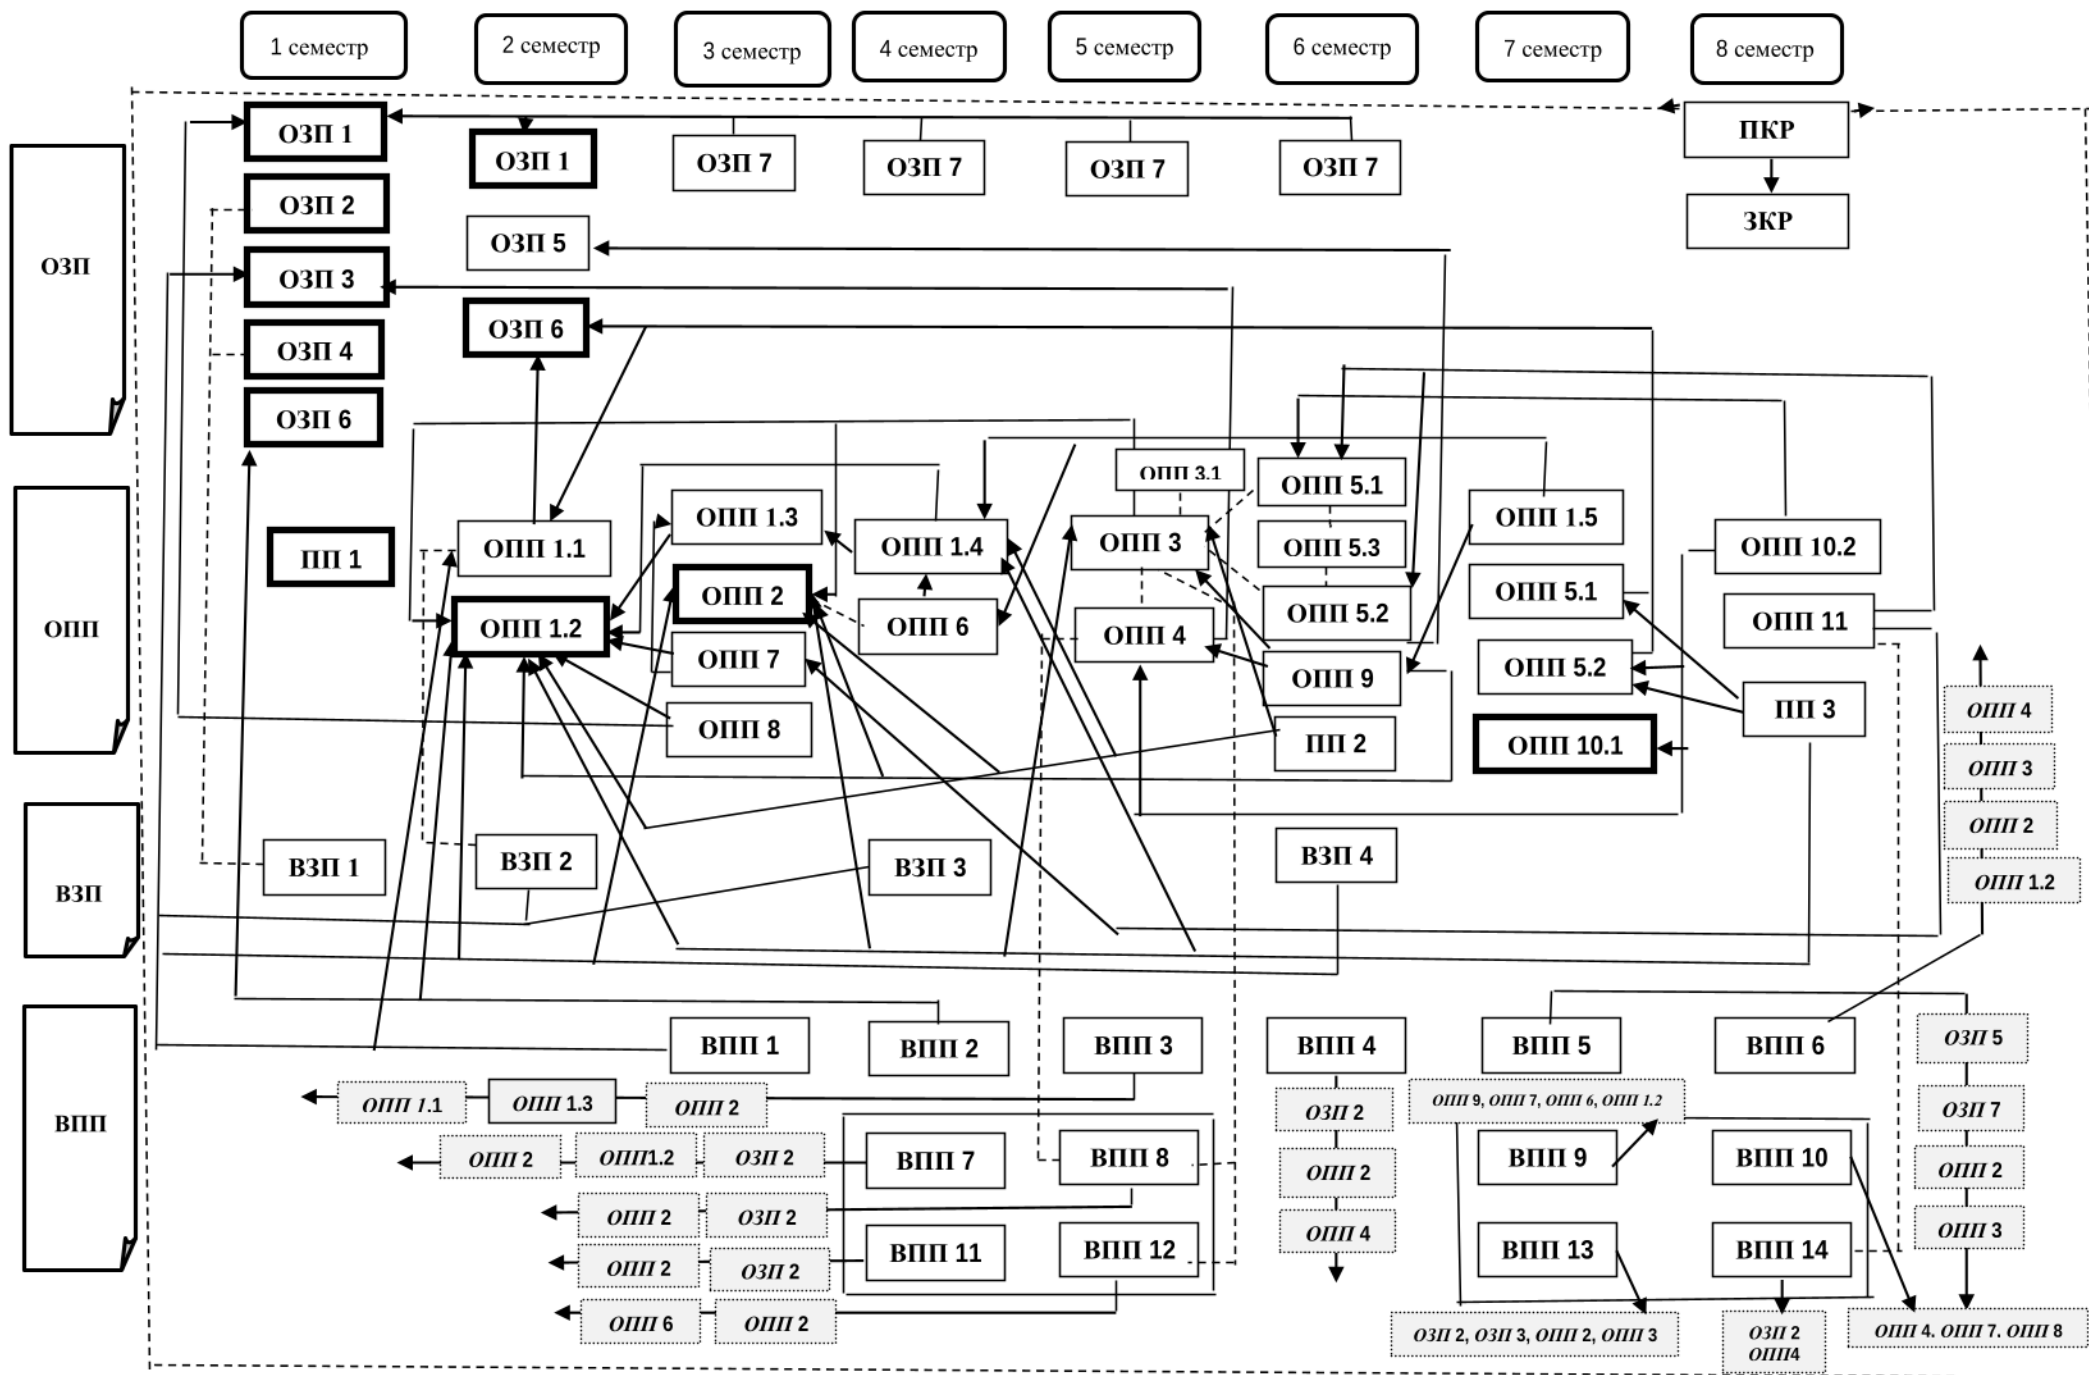 1 семестр
2 семестр
3 семестр
4 семестр
5 семестр
6 семестр
7 семестр
8 семестр
ОЗП
ОЗП 1
ОЗП 1
ОЗП 7
ОЗП 7
ОЗП 7
ОЗП 7
ПКР
ОЗП 2
ОЗП 5
ЗКР
ОЗП 3
ОЗП 6
ОЗП 4
ОЗП 6
ОПП
ПП 1
ОПП 1.1
ОПП 1.2
ОПП 1.3
ОПП 2
ОПП 7
ОПП 8
ОПП 1.4
ОПП 6
ОПП 3.1
ОПП 3
ОПП 4
ОПП 5.1
ОПП 5.3
ОПП 5.2
ОПП 9
ПП 2
ОПП 1.5
ОПП 5.1
ОПП 5.2
ОПП 10.1
ОПП 10.2
ОПП 11
ПП 3
ОПП 4
ОПП 3
ОПП 2
ОПП 1.2
ВЗП
ВЗП 1
ВЗП 2
ВЗП 3
ВЗП 4
ВПП
ВПП 1
ВПП 2
ВПП 3
ВПП 4
ВПП 5
ВПП 6
ОЗП 5
ОЗП 7
ОПП 2
ОПП 3
ОПП 1.1
ОПП 1.3
ОПП 2
ОЗП 2
ОПП 2
ОПП 4
ОПП 9, ОПП 7, ОПП 6, ОПП 1.2
ОПП 2
ОПП1.2
ОЗП 2
ВПП 7
ВПП 8
ВПП 9
ВПП 10
ОПП 2
ОЗП 2
ОПП 2
ОЗП 2
ВПП 11
ВПП 12
ВПП 13
ВПП 14
ОПП 6
ОПП 2
ОЗП 2, ОЗП 3, ОПП 2, ОПП 3
ОЗП 2
ОПП4
ОПП 4. ОПП 7. ОПП 8